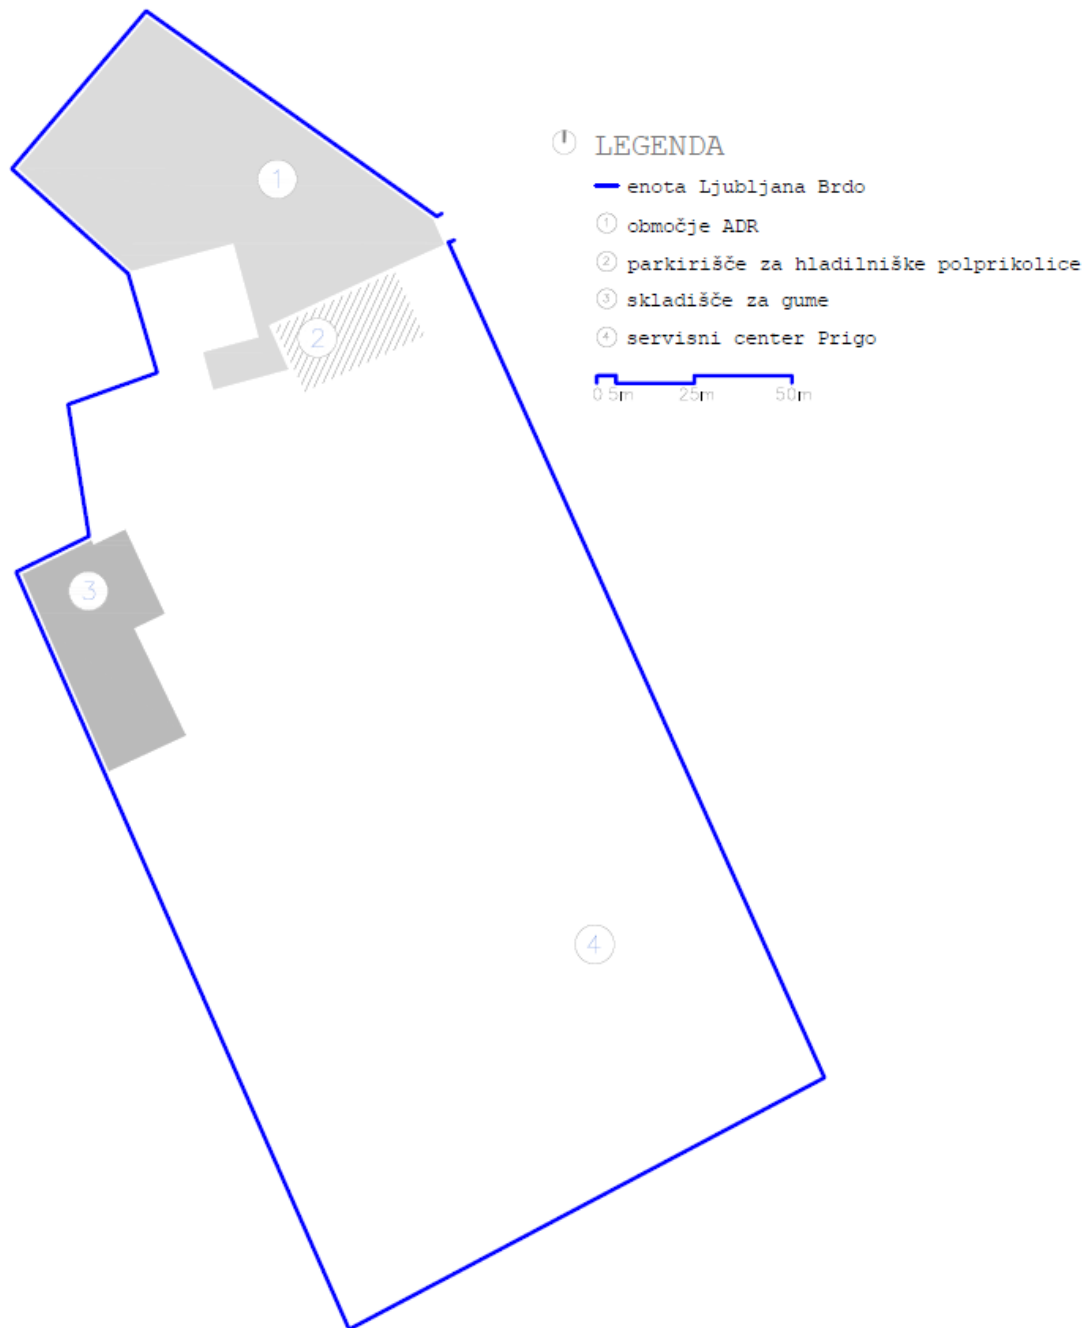 LEGENDA
enota Ljubljana Brdo
1 območje ADR
2 parkirišče za hladilniške polprikolice
3 skladišče za gume
4 servisni center Prigo
0 5m 25m 50m
1
2
3
4